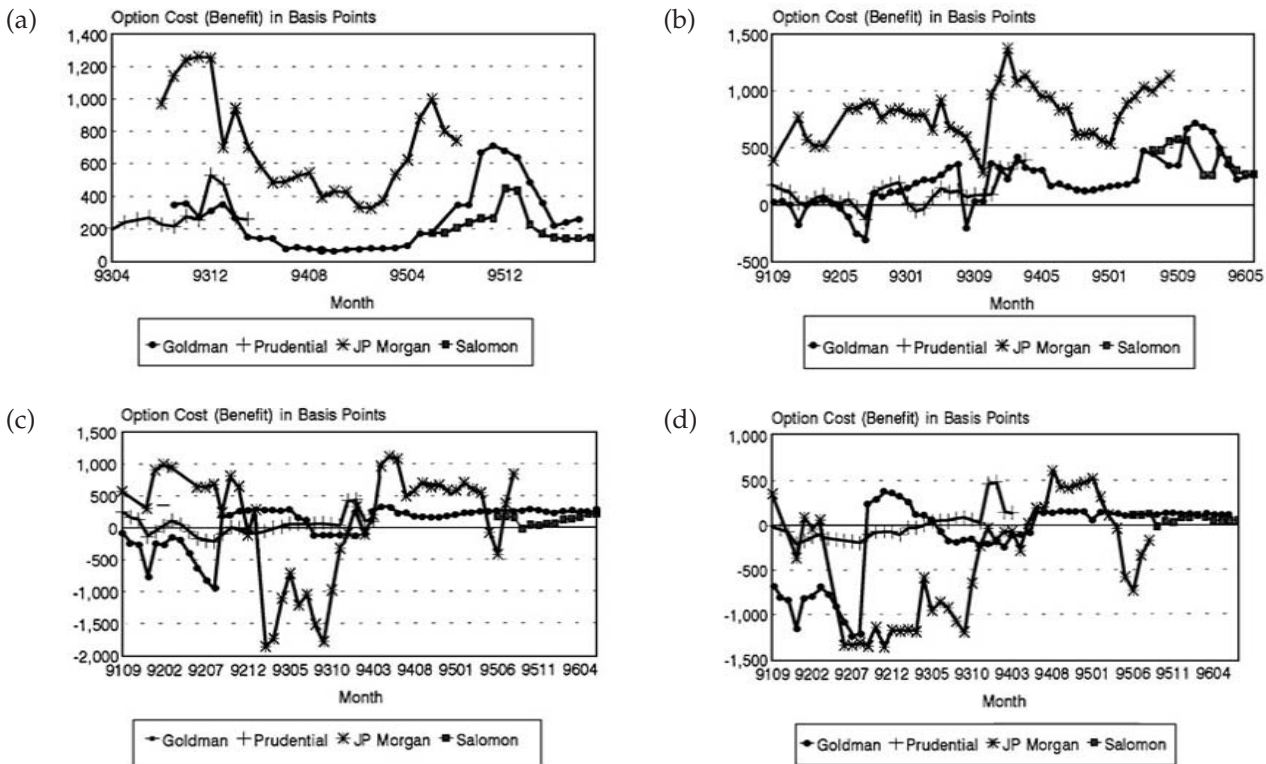 (a)
Option Cost (Benefit) in Basis Points
1,400
1,200
1,000
800
600
400
200
0
9304 9312 9408 9504 9512
Month
Goldman Prudential JP Morgan Salomon
(b)
Option Cost (Benefit) in Basis Points
1,500
1,000
500
0
-500
9109 9205 9301 9309 9405 9501 9509 9605
Month
Goldman Prudential JP Morgan Salomon
(c)
Option Cost (Benefit) in Basis Points
1,500
1,000
500
0
-500
-1,000
-1,500
-2,000
9109 9202 9207 9212 9305 9310 9403 9408 9501 9506 9511 9604
Month
Goldman Prudential JP Morgan Salomon
(d)
Option Cost (Benefit) in Basis Points
1,000
500
0
-500
-1,000
-1,500
9109 9202 9207 9212 9305 9310 9403 9408 9501 9506 9511 9604
Month
Goldman Prudential JP Morgan Salomon